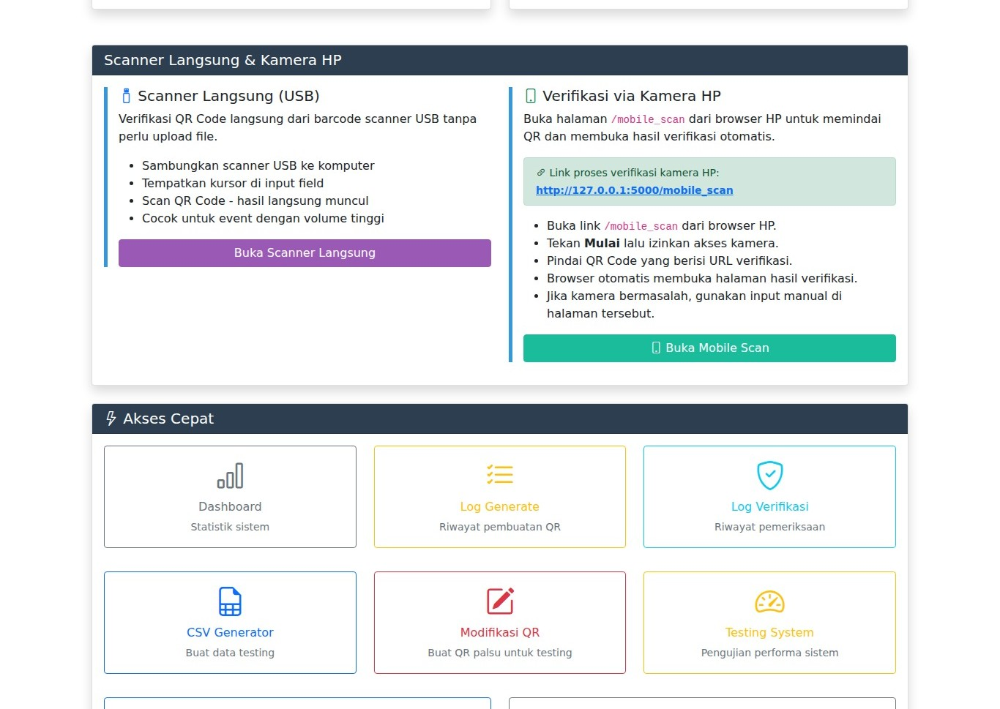 Scanner Langsung & Kamera HP
Scanner Langsung (USB)
Verifikasi QR Code langsung dari barcode scanner USB tanpa
perlu upload file.
Sambungkan scanner USB ke komputer
Tempatkan kursor di input field
Scan QR Code - hasil langsung muncul
Cocok untuk event dengan volume tinggi
Buka Scanner Langsung
Verifikasi via Kamera HP
Buka halaman /mobile_scan dari browser HP untuk memindai
QR dan membuka hasil verifikasi otomatis.
Link proses verifikasi kamera HP:
http://127.0.0.1:5000/mobile_scan
Buka link /mobile_scan dari browser HP.
Tekan Mulai lalu izinkan akses kamera.
Pindai QR Code yang berisi URL verifikasi.
Browser otomatis membuka halaman hasil verifikasi.
Jika kamera bermasalah, gunakan input manual di
halaman tersebut.
Buka Mobile Scan
Akses Cepat
Dashboard
Statistik sistem
Log Generate
Riwayat pembuatan QR
Log Verifikasi
Riwayat pemeriksaan
CSV Generator
Buat data testing
Modifikasi QR
Buat QR palsu untuk testing
Testing System
Pengujian performa sistem